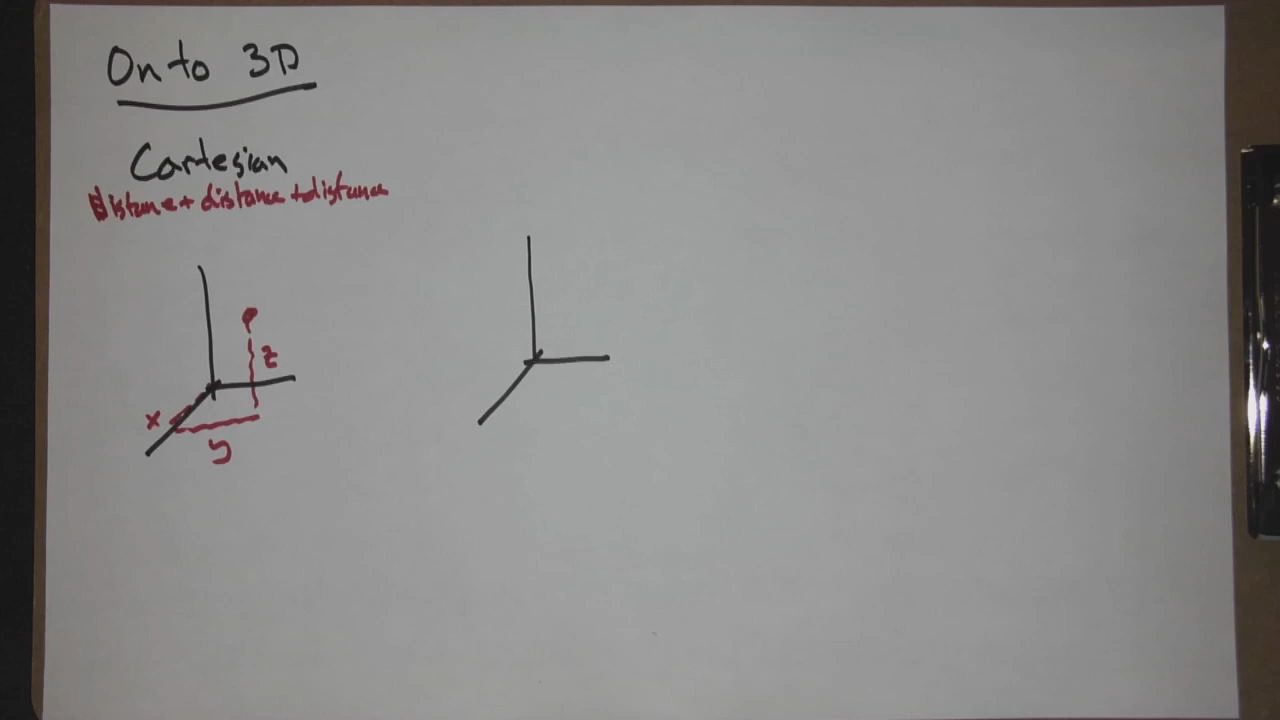 Onto 3D
Cartesian
distance + distance + distance
z
x
y